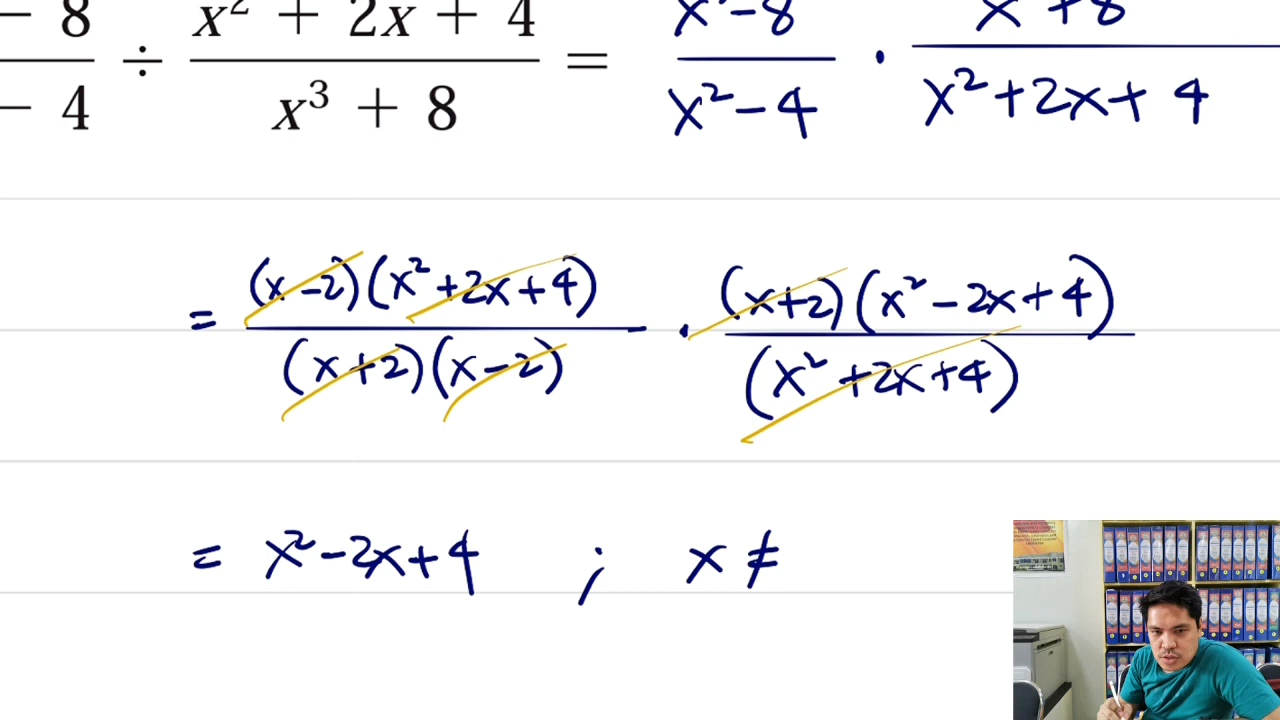 − 8 / − 4 ÷ x² + 2x + 4 / x³ + 8 = x³−8 / x²−4 · x³+8 / x²+2x+4
= (x−2)(x²+2x+4) / (x+2)(x−2) · (x+2)(x²−2x+4) / (x²+2x+4)
= x²−2x+4 ; x ≠